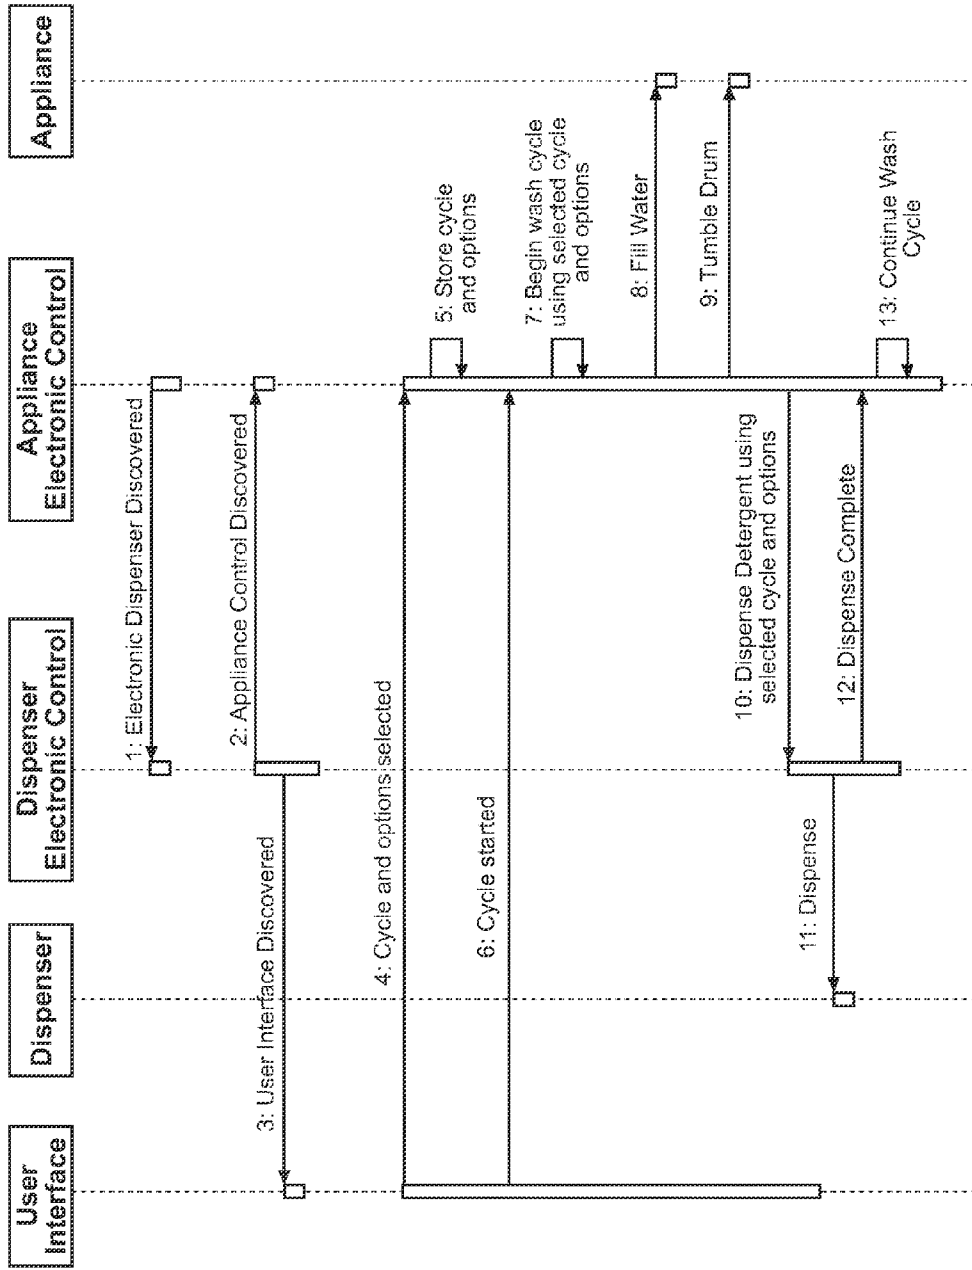 User
Interface
Dispenser
Dispenser
Electronic Control
Appliance
Electronic Control
Appliance
1: Electronic Dispenser Discovered
2: Appliance Control Discovered
3: User Interface Discovered
4: Cycle and options selected
5: Store cycle
and options
6: Cycle started
7: Begin wash cycle
using selected cycle
and options
8: Fill Water
9: Tumble Drum
10: Dispense Detergent using
selected cycle and options
11: Dispense
12: Dispense Complete
13: Continue Wash
Cycle